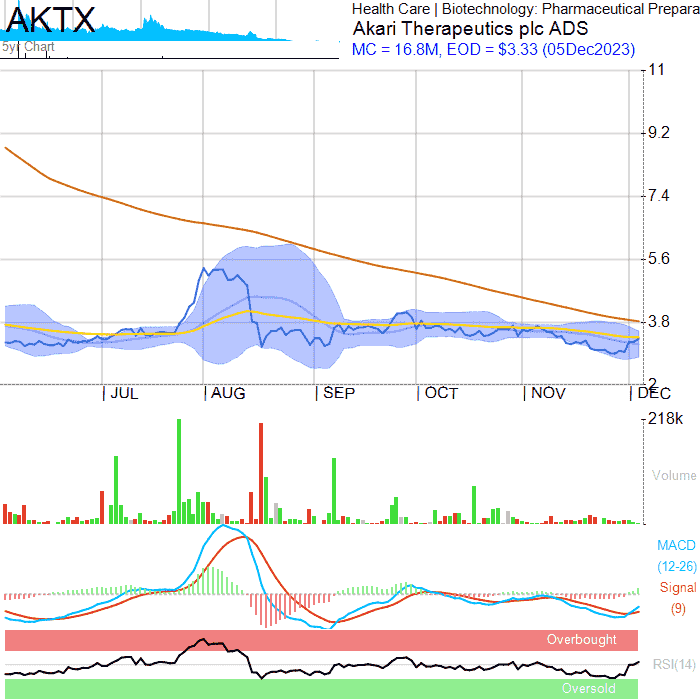 AKTX
5yr Chart
Health Care | Biotechnology: Pharmaceutical Prepara
Akari Therapeutics plc ADS
MC = 16.8M, EOD = $3.33 (05Dec2023)
11
9.2
7.4
5.6
3.8
2
JUL
AUG
SEP
OCT
NOV
DEC
218k
Volume
MACD
(12-26)
Signal
(9)
Overbought
RSI(14)
Oversold